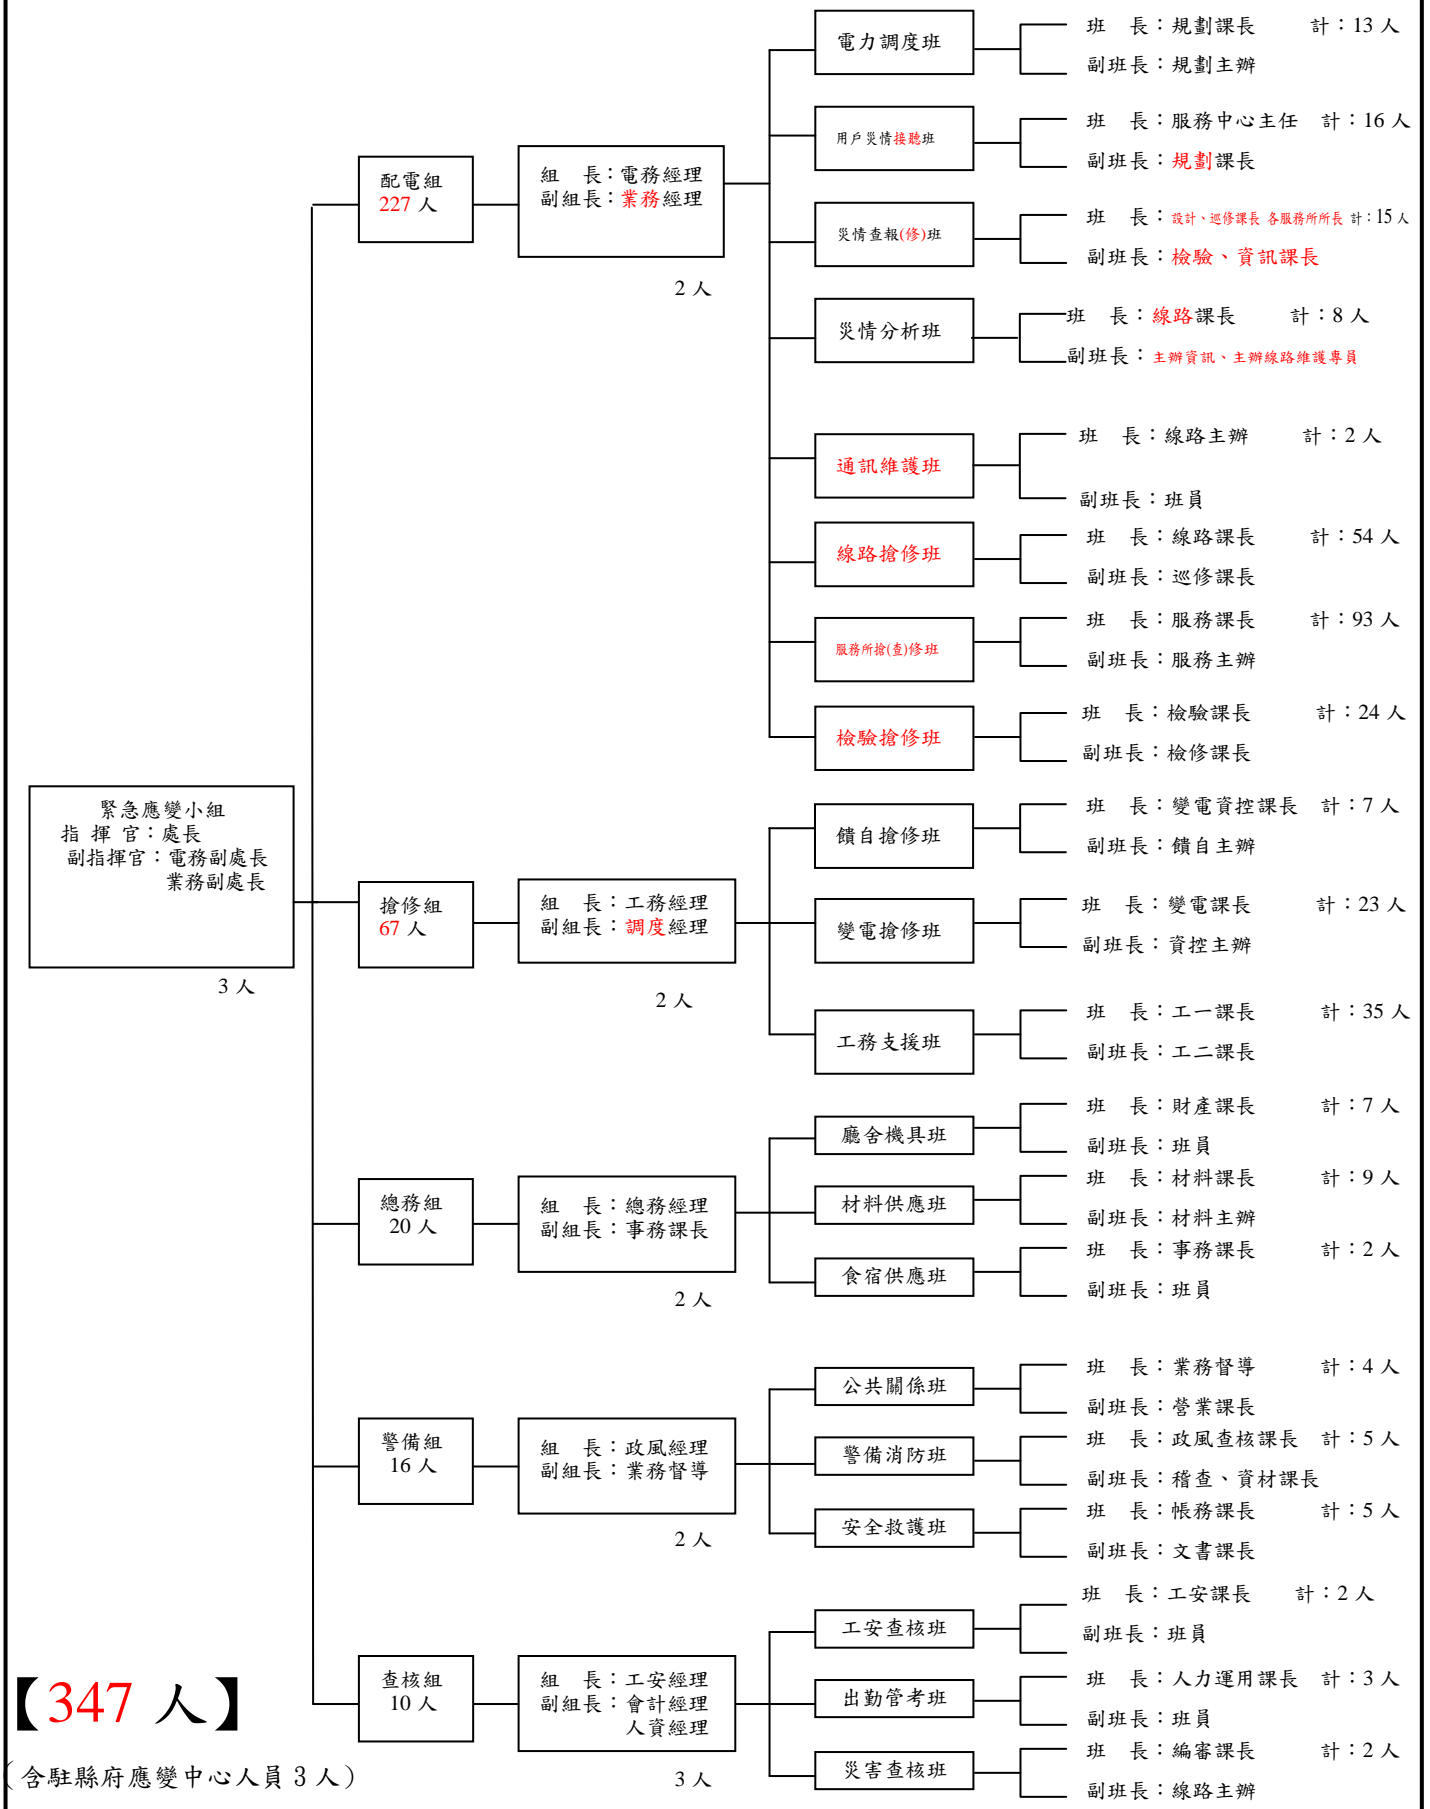 電力調度班
班　長：規劃課長　計：13 人
副班長：規劃主辦
用戶災情接聽班
班　長：服務中心主任　計：16 人
副班長：規劃課長
配電組
227 人
組　長：電務經理
副組長：業務經理
2 人
災情查報(修)班
班　長：設計、巡修課長 各服務所所長 計：15 人
副班長：檢驗、資訊課長
災情分析班
班　長：線路課長　計：8 人
副班長：主辦資訊、主辦線路維護專員
通訊維護班
班　長：線路主辦　計：2 人
副班長：班員
線路搶修班
班　長：線路課長　計：54 人
副班長：巡修課長
服務所搶(查)修班
班　長：服務課長　計：93 人
副班長：服務主辦
檢驗搶修班
班　長：檢驗課長　計：24 人
副班長：檢修課長
緊急應變小組
指 揮 官：處長
副指揮官：電務副處長
業務副處長
3 人
搶修組
67 人
組　長：工務經理
副組長：調度經理
2 人
饋自搶修班
班　長：變電資控課長　計：7 人
副班長：饋自主辦
變電搶修班
班　長：變電課長　計：23 人
副班長：資控主辦
工務支援班
班　長：工一課長　計：35 人
副班長：工二課長
總務組
20 人
組　長：總務經理
副組長：事務課長
2 人
廳舍機具班
班　長：財產課長　計：7 人
副班長：班員
材料供應班
班　長：材料課長　計：9 人
副班長：材料主辦
食宿供應班
班　長：事務課長　計：2 人
副班長：班員
警備組
16 人
組　長：政風經理
副組長：業務督導
2 人
公共關係班
班　長：業務督導　計：4 人
副班長：營業課長
警備消防班
班　長：政風查核課長　計：5 人
副班長：稽查、資材課長
安全救護班
班　長：帳務課長　計：5 人
副班長：文書課長
查核組
10 人
組　長：工安經理
副組長：會計經理
人資經理
3 人
工安查核班
班　長：工安課長　計：2 人
副班長：班員
出勤管考班
班　長：人力運用課長　計：3 人
副班長：班員
災害查核班
班　長：編審課長　計：2 人
副班長：線路主辦
【347 人】
（含駐縣府應變中心人員 3 人）